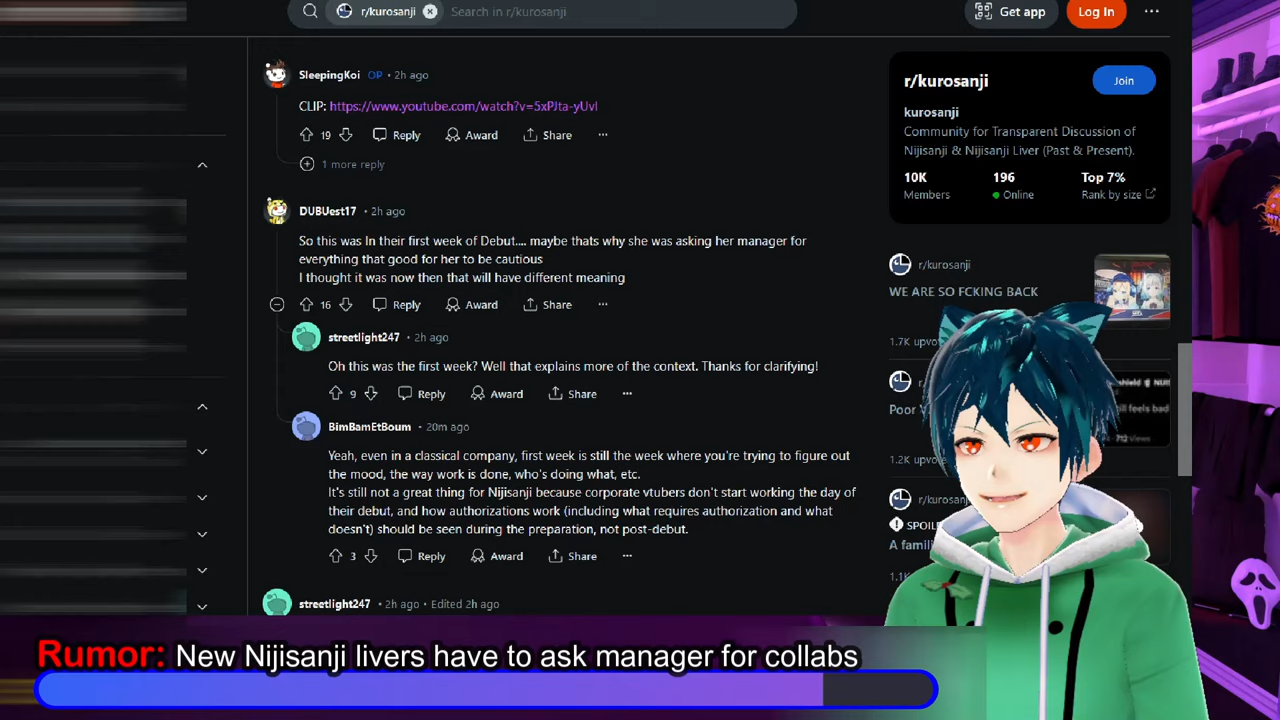 r/kurosanji
Search in r/kurosanji
Get app
Log In
SleepingKoi OP • 2h ago
CLIP: https://www.youtube.com/watch?v=5xPJta-yUvI
19 Reply Award Share
1 more reply
DUBUest17 • 2h ago
So this was In their first week of Debut.... maybe thats why she was asking her manager for
everything that good for her to be cautious
I thought it was now then that will have different meaning
16 Reply Award Share
streetlight247 • 2h ago
Oh this was the first week? Well that explains more of the context. Thanks for clarifying!
9 Reply Award Share
BimBamEtBoum • 20m ago
Yeah, even in a classical company, first week is still the week where you're trying to figure out
the mood, the way work is done, who's doing what, etc.
It's still not a great thing for Nijisanji because corporate vtubers don't start working the day of
their debut, and how authorizations work (including what requires authorization and what
doesn't) should be seen during the preparation, not post-debut.
3 Reply Award Share
streetlight247 • 2h ago • Edited 2h ago
r/kurosanji
Join
kurosanji
Community for Transparent Discussion of
Nijisanji & Nijisanji Liver (Past & Present).
10K 196 Top 7%
Members Online Rank by size
r/kurosanji
WE ARE SO FCKING BACK
1.7K upvo
Poor
1.2K upvo
r/kurosan
SPOIL
A famili
Rumor: New Nijisanji livers have to ask manager for collabs